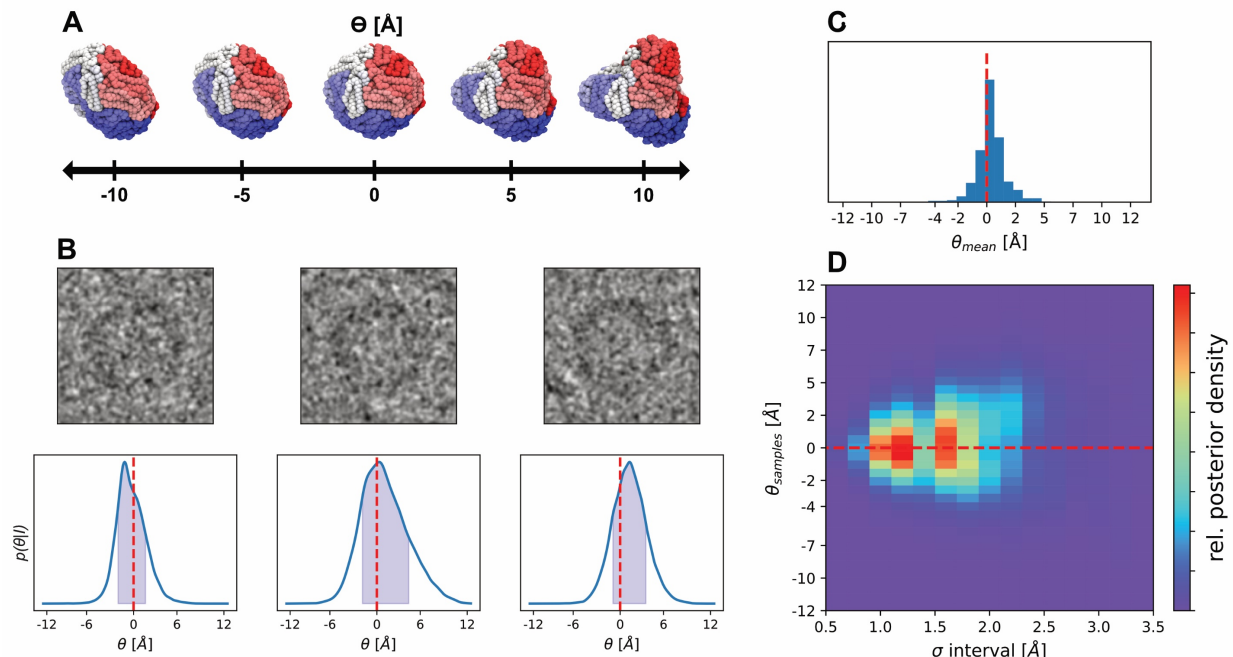 A
Θ [Å]
-10 -5 0 5 10
B
p(θ|I)
-12 -6 0 6 12
θ [Å]
-12 -6 0 6 12
θ [Å]
-12 -6 0 6 12
θ [Å]
C
-12 -10 -7 -4 -2 0 2 5 7 10 12
θmean [Å]
D
12
10
7
5
2
0
-2
-4
-7
-10
-12
θsamples [Å]
0.5 1.0 1.5 2.0 2.5 3.0 3.5
σ interval [Å]
rel. posterior density